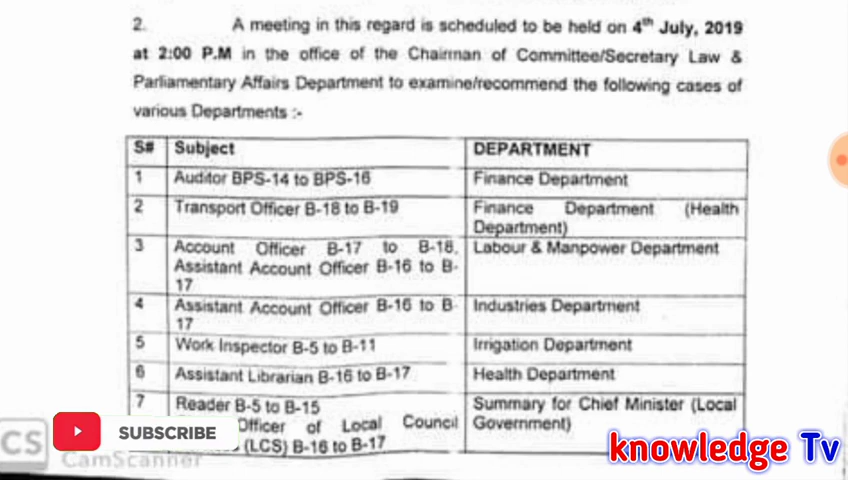 2. A meeting in this regard is scheduled to be held on 4th July, 2019
at 2:00 P.M in the office of the Chairman of Committee/Secretary Law &
Parliamentary Affairs Department to examine/recommend the following cases of
various Departments :-
S# Subject DEPARTMENT
1 Auditor BPS-14 to BPS-16 Finance Department
2 Transport Officer B-18 to B-19 Finance Department (Health
Department)
3 Account Officer B-17 to B-18, Labour & Manpower Department
Assistant Account Officer B-16 to B-
17
4 Assistant Account Officer B-16 to B- Industries Department
17
5 Work Inspector B-5 to B-11 Irrigation Department
6 Assistant Librarian B-16 to B-17 Health Department
7 Reader B-5 to B-15 Summary for Chief Minister (Local
Officer of Local Council Government)
(LCS) B-16 to B-17
SUBSCRIBE
CS
CamScanner
knowledge Tv